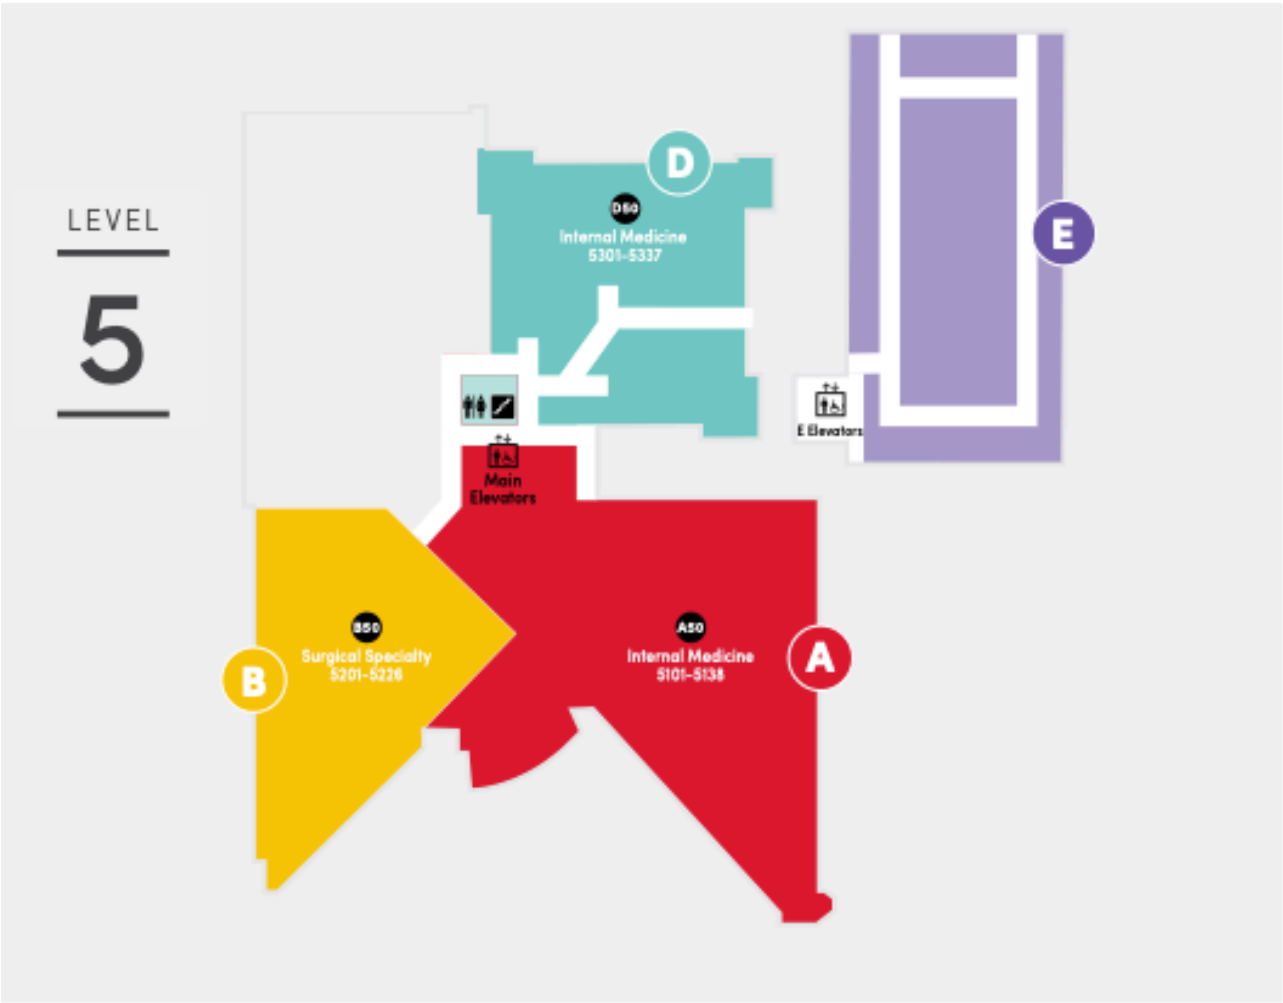 LEVEL
5
D
D50
Internal Medicine
5301-5337
E
E Elevators
Main
Elevators
B50
Surgical Specialty
5201-5226
B
A50
Internal Medicine
5101-5138
A